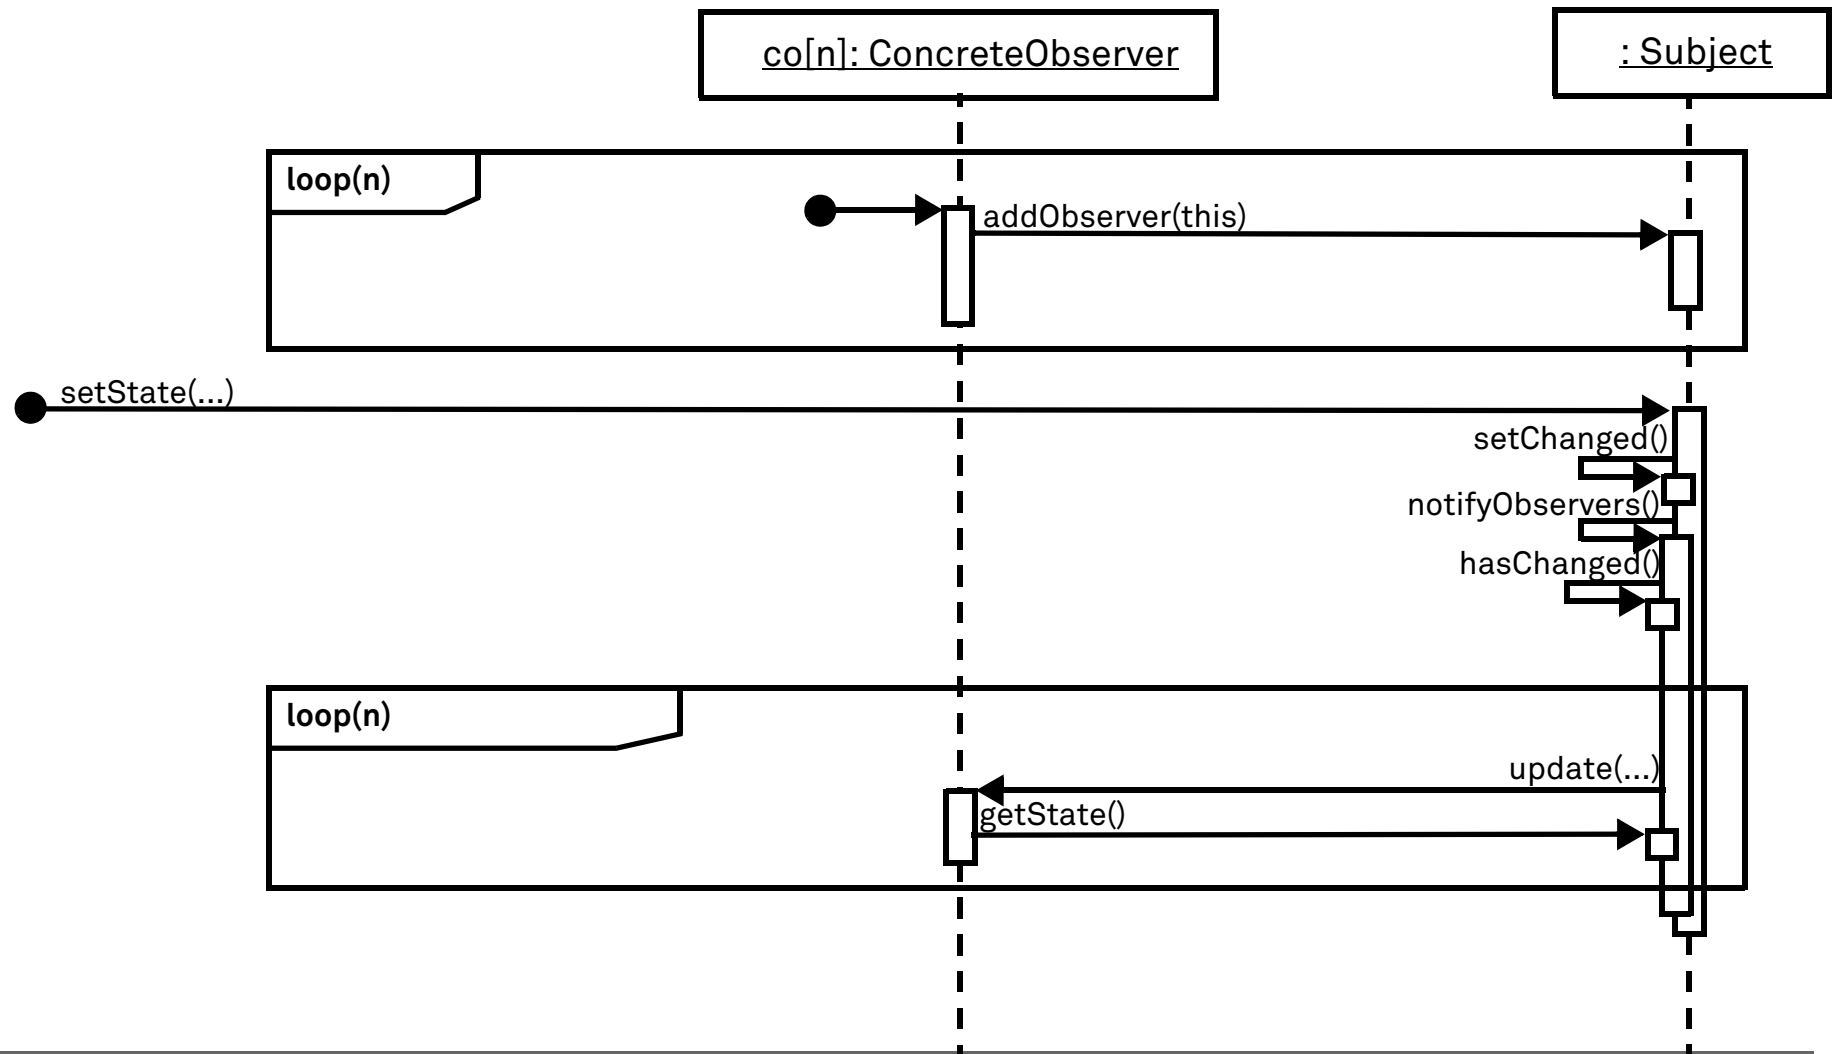 co[n]: ConcreteObserver
: Subject
loop(n)
addObserver(this)
setState(...)
setChanged()
notifyObservers()
hasChanged()
loop(n)
update(...)
getState()